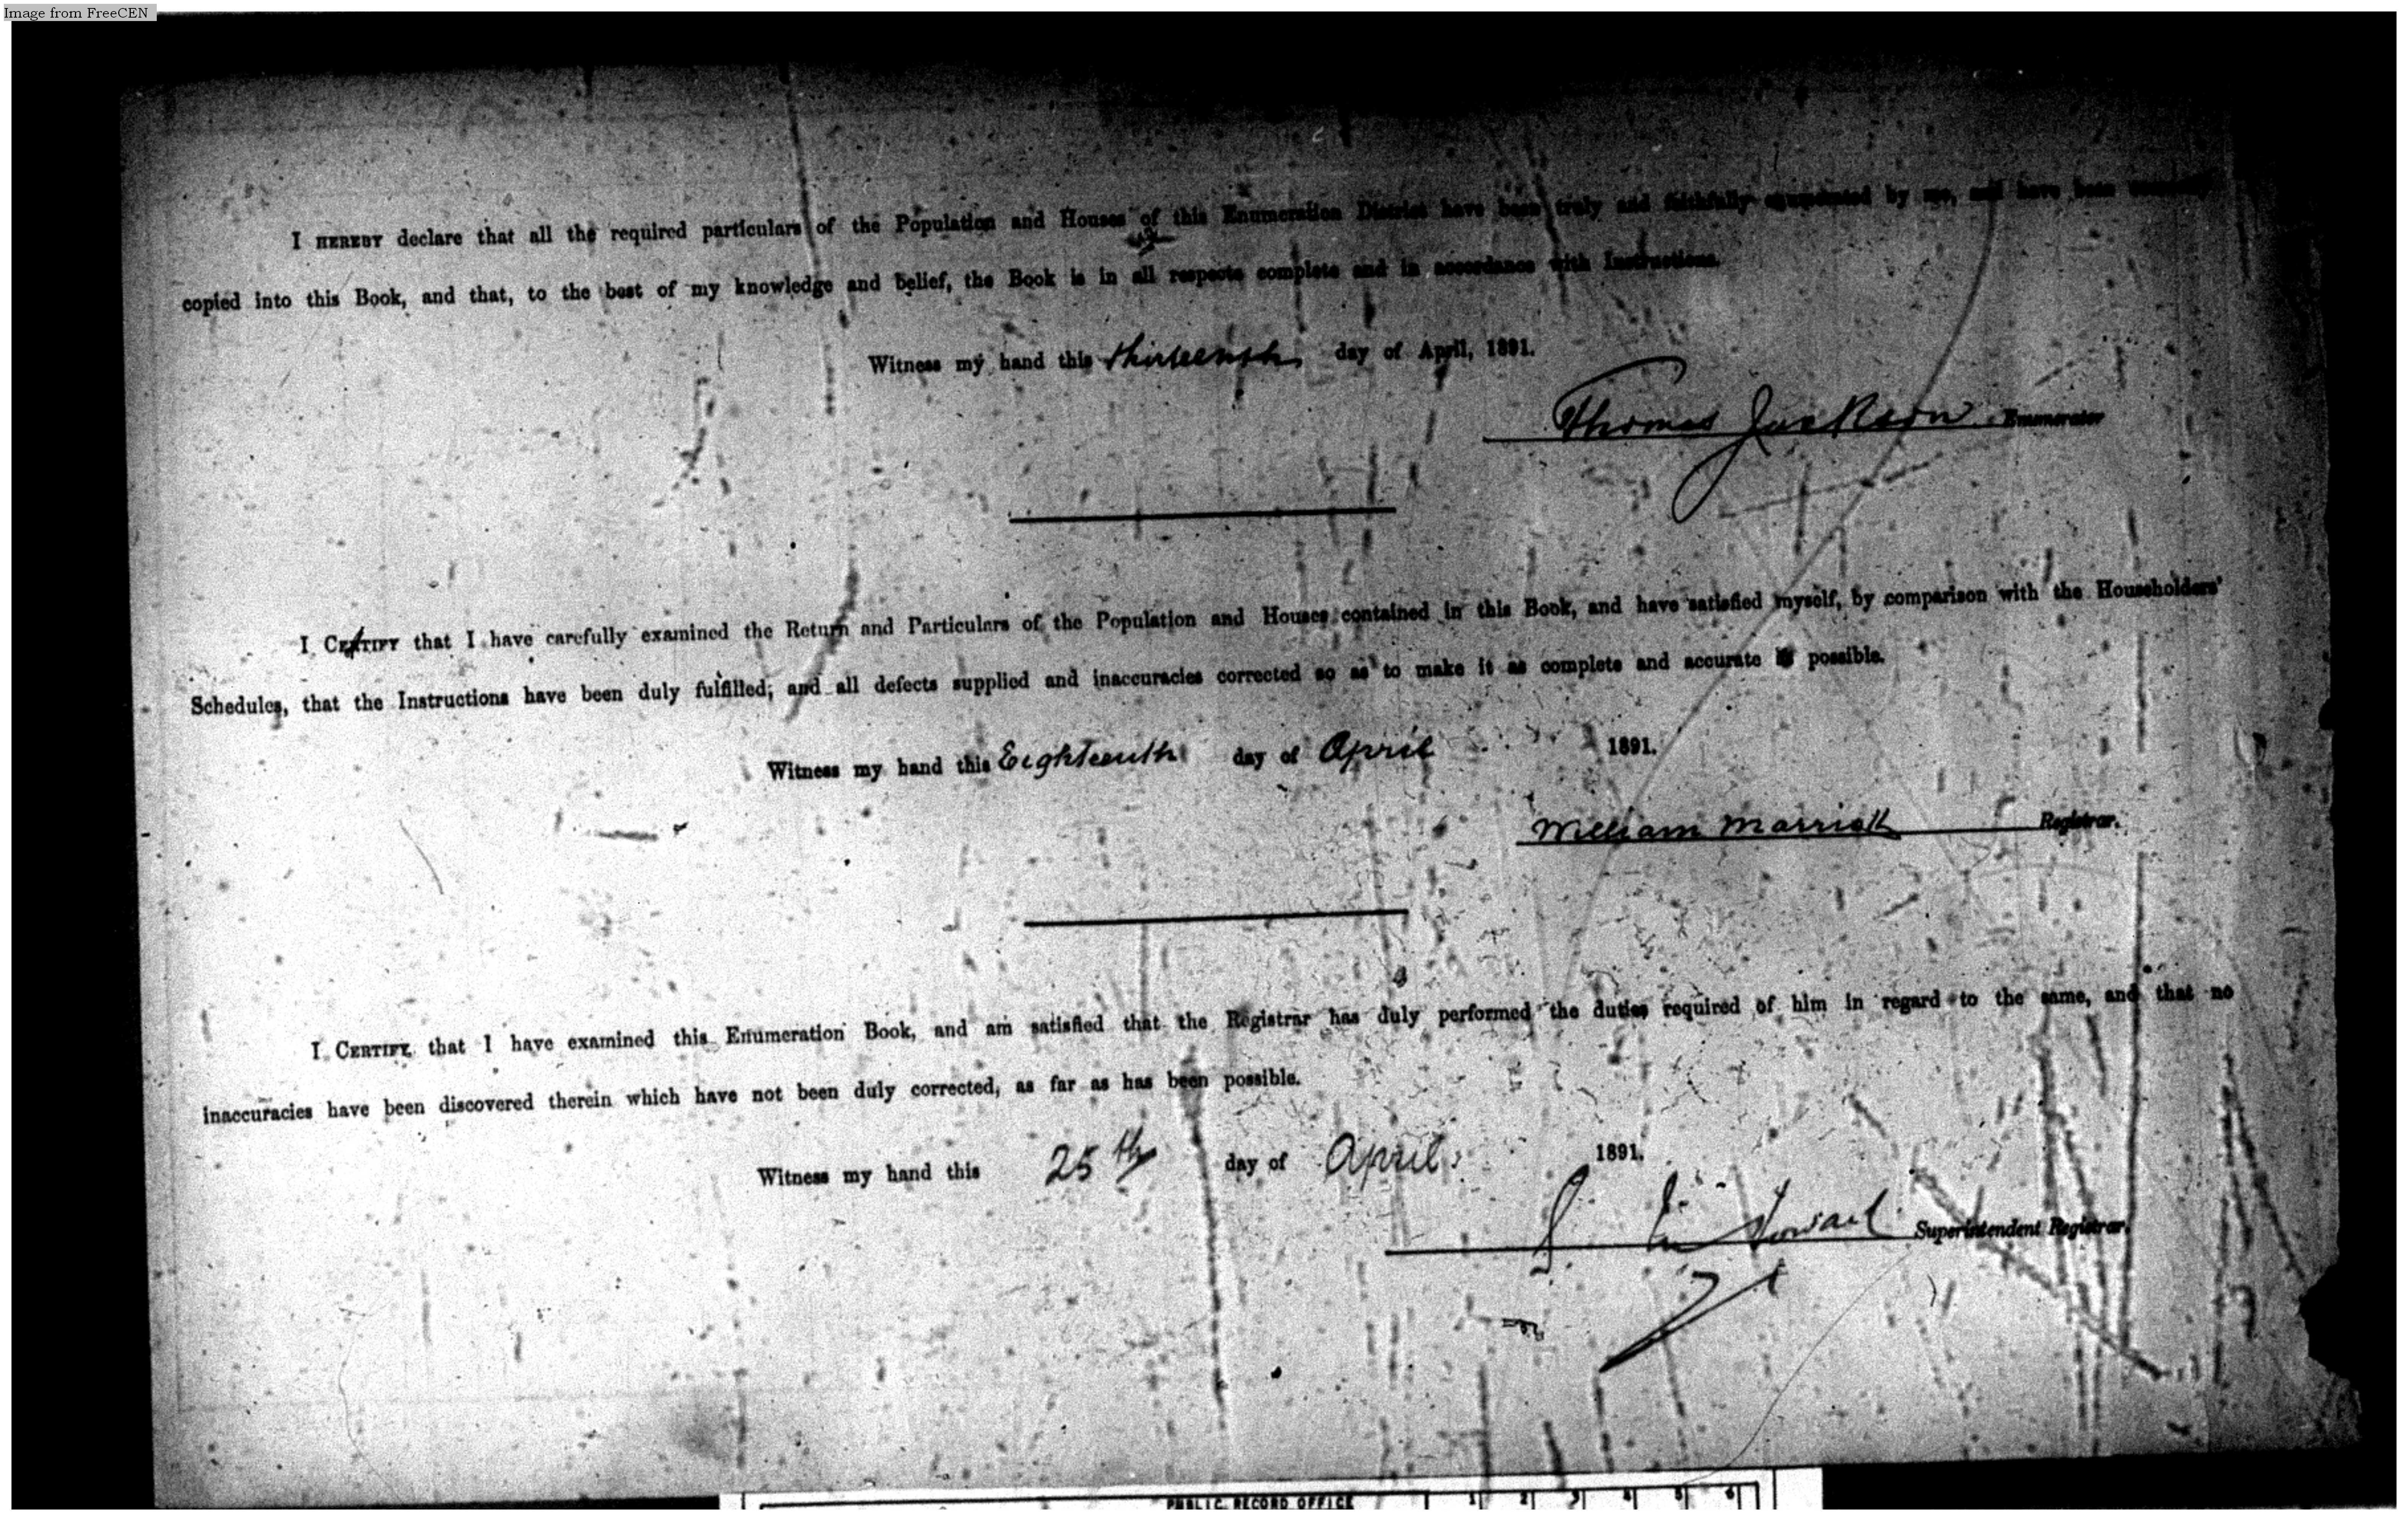 Image from FreeCEN
I HEREBY declare that all the required particulars of the Population and Houses of this Enumeration District have been truly and faithfully enumerated by me, and have been
copied into this Book, and that, to the best of my knowledge and belief, the Book is in all respects complete and in accordance with Instructions.
Witness my hand this thirteenth day of April, 1891.
Thomas Jackson Enumerator
I CERTIFY that I have carefully examined the Return and Particulars of the Population and Houses contained in this Book, and have satisfied myself, by comparison with the Householders'
Schedules, that the Instructions have been duly fulfilled, and all defects supplied and inaccuracies corrected so as to make it as complete and accurate as possible.
Witness my hand this Eighteenth day of April 1891.
William Marrick Registrar.
I CERTIFY that I have examined this Enumeration Book, and am satisfied that the Registrar has duly performed the duties required of him in regard to the same, and that no
inaccuracies have been discovered therein which have not been duly corrected, as far as has been possible.
Witness my hand this 25th day of April 1891.
Superintendent Registrar.
PUBLIC RECORD OFFICE 1 2 3 4 5 6